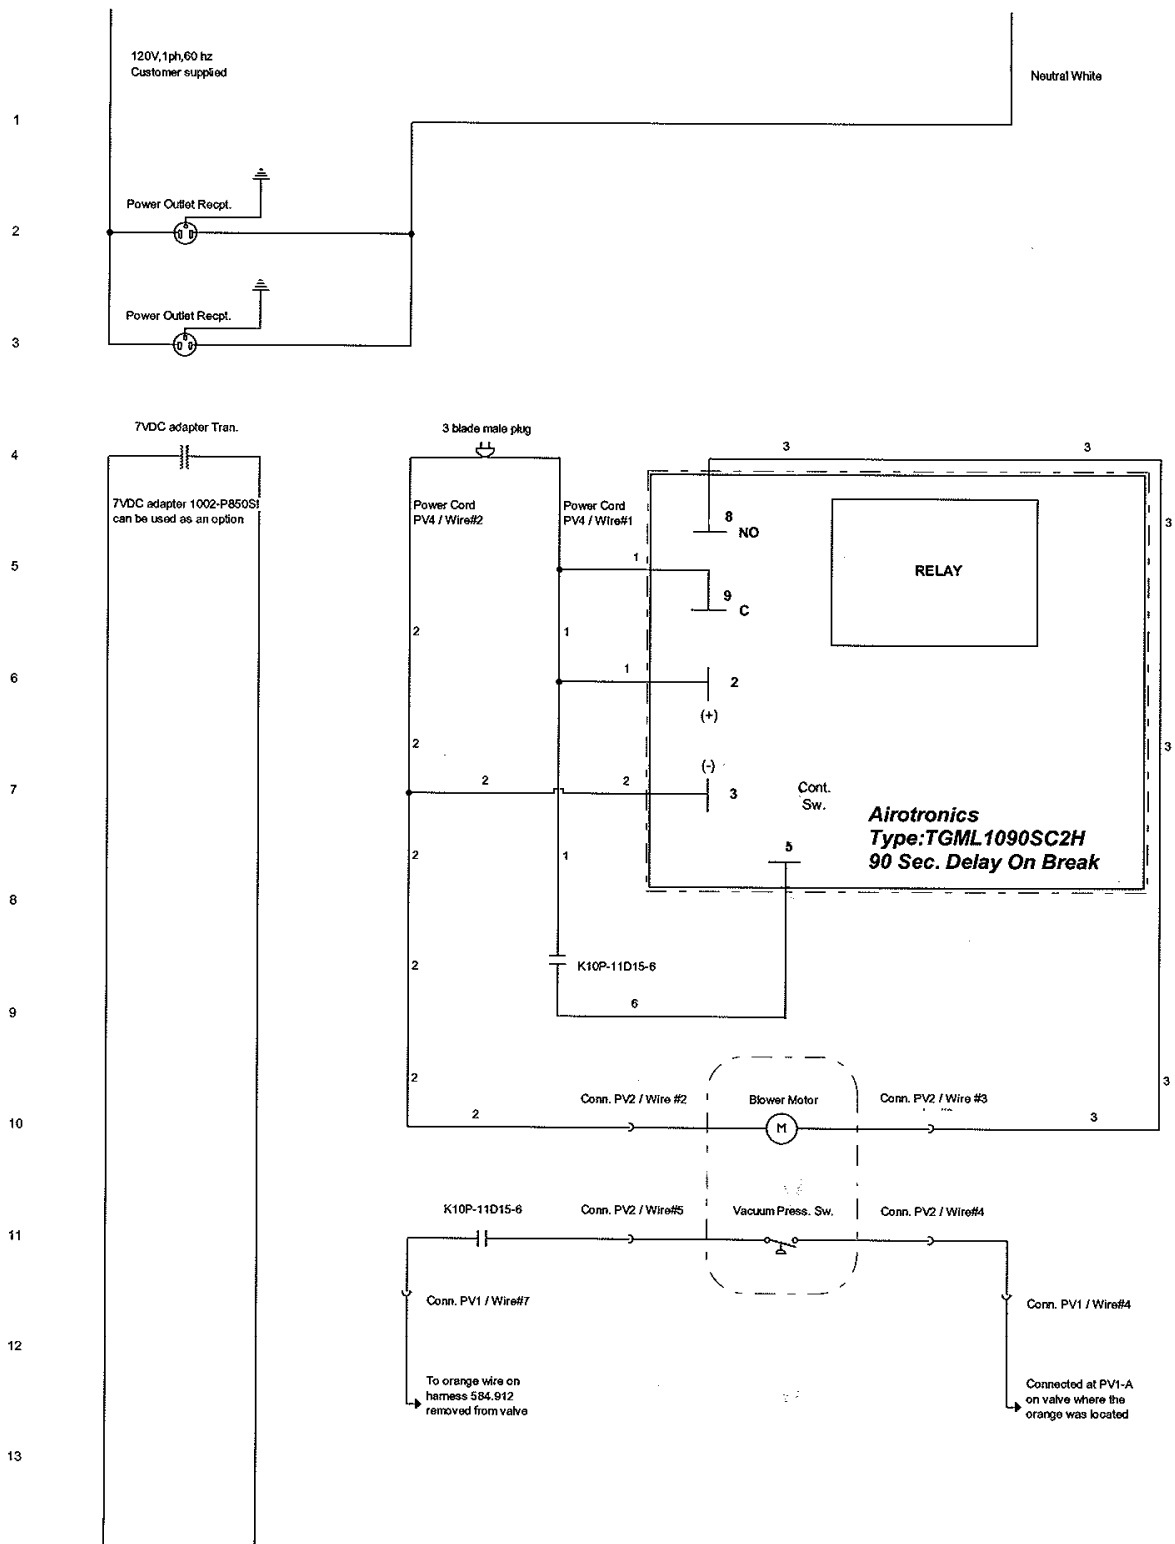 120V,1ph,60 hz
Customer supplied
Neutral White
1
Power Outlet Recpt.
2
Power Outlet Recpt.
3
7VDC adapter Tran.
3 blade male plug
4
3
3
7VDC adapter 1002-P850SI
can be used as an option
Power Cord
PV4 / Wire#2
Power Cord
PV4 / Wire#1
8
NO
3
5
1
RELAY
9
C
2
1
6
1
2
(+)
2
3
(-)
7
2
2
3
Cont.
Sw.
Airotronics
Type:TGML1090SC2H
90 Sec. Delay On Break
2
1
5
8
2
K10P-11D15-6
9
6
2
3
Conn. PV2 / Wire #2
Blower Motor
Conn. PV2 / Wire #3
10
2
M
3
K10P-11D15-6
Conn. PV2 / Wire#5
Vacuum Press. Sw.
Conn. PV2 / Wire#4
11
Conn. PV1 / Wire#7
Conn. PV1 / Wire#4
12
To orange wire on
harness 584.912
removed from valve
Connected at PV1-A
on valve where the
orange was located
13